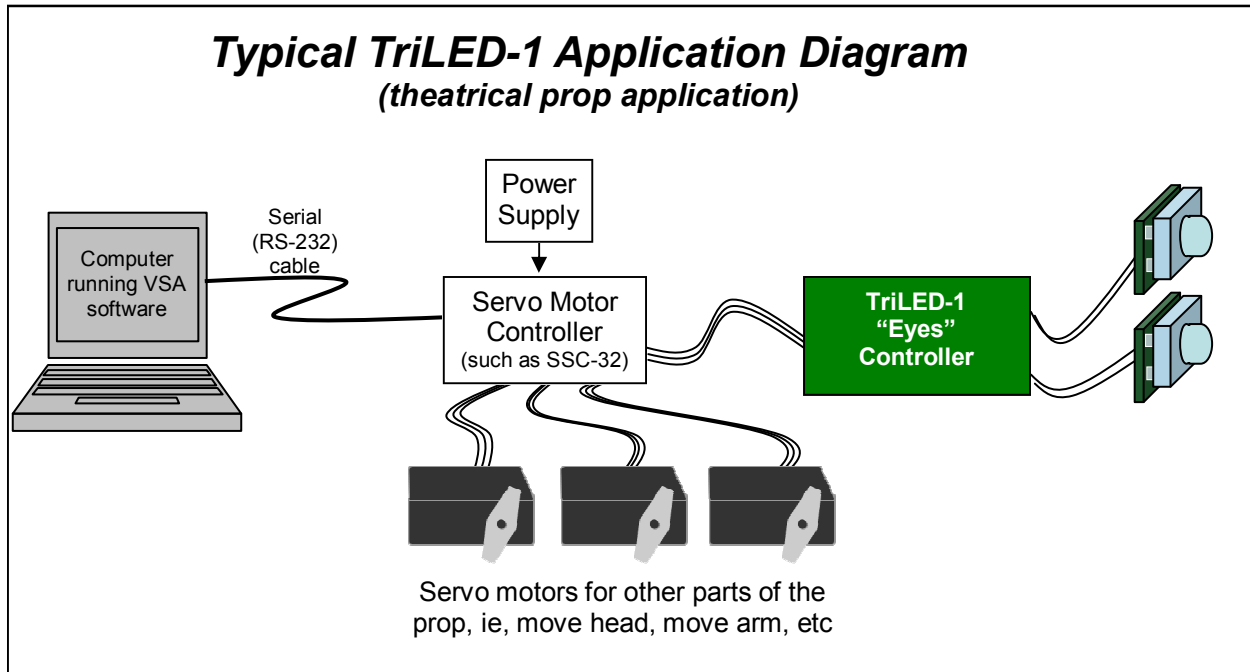 Typical TriLED-1 Application Diagram
(theatrical prop application)
Power
Supply
Serial
(RS-232)
cable
Computer
running VSA
software
Servo Motor
Controller
(such as SSC-32)
TriLED-1
“Eyes”
Controller
Servo motors for other parts of the
prop, ie, move head, move arm, etc